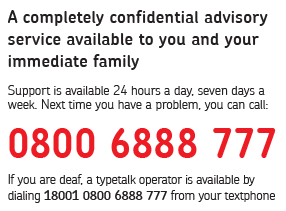 A completely confidential advisory
service available to you and your
immediate family
Support is available 24 hours a day, seven days a
week. Next time you have a problem, you can call:
0800 6888 777
If you are deaf, a typetalk operator is available by
dialing 18001 0800 6888 777 from your textphone